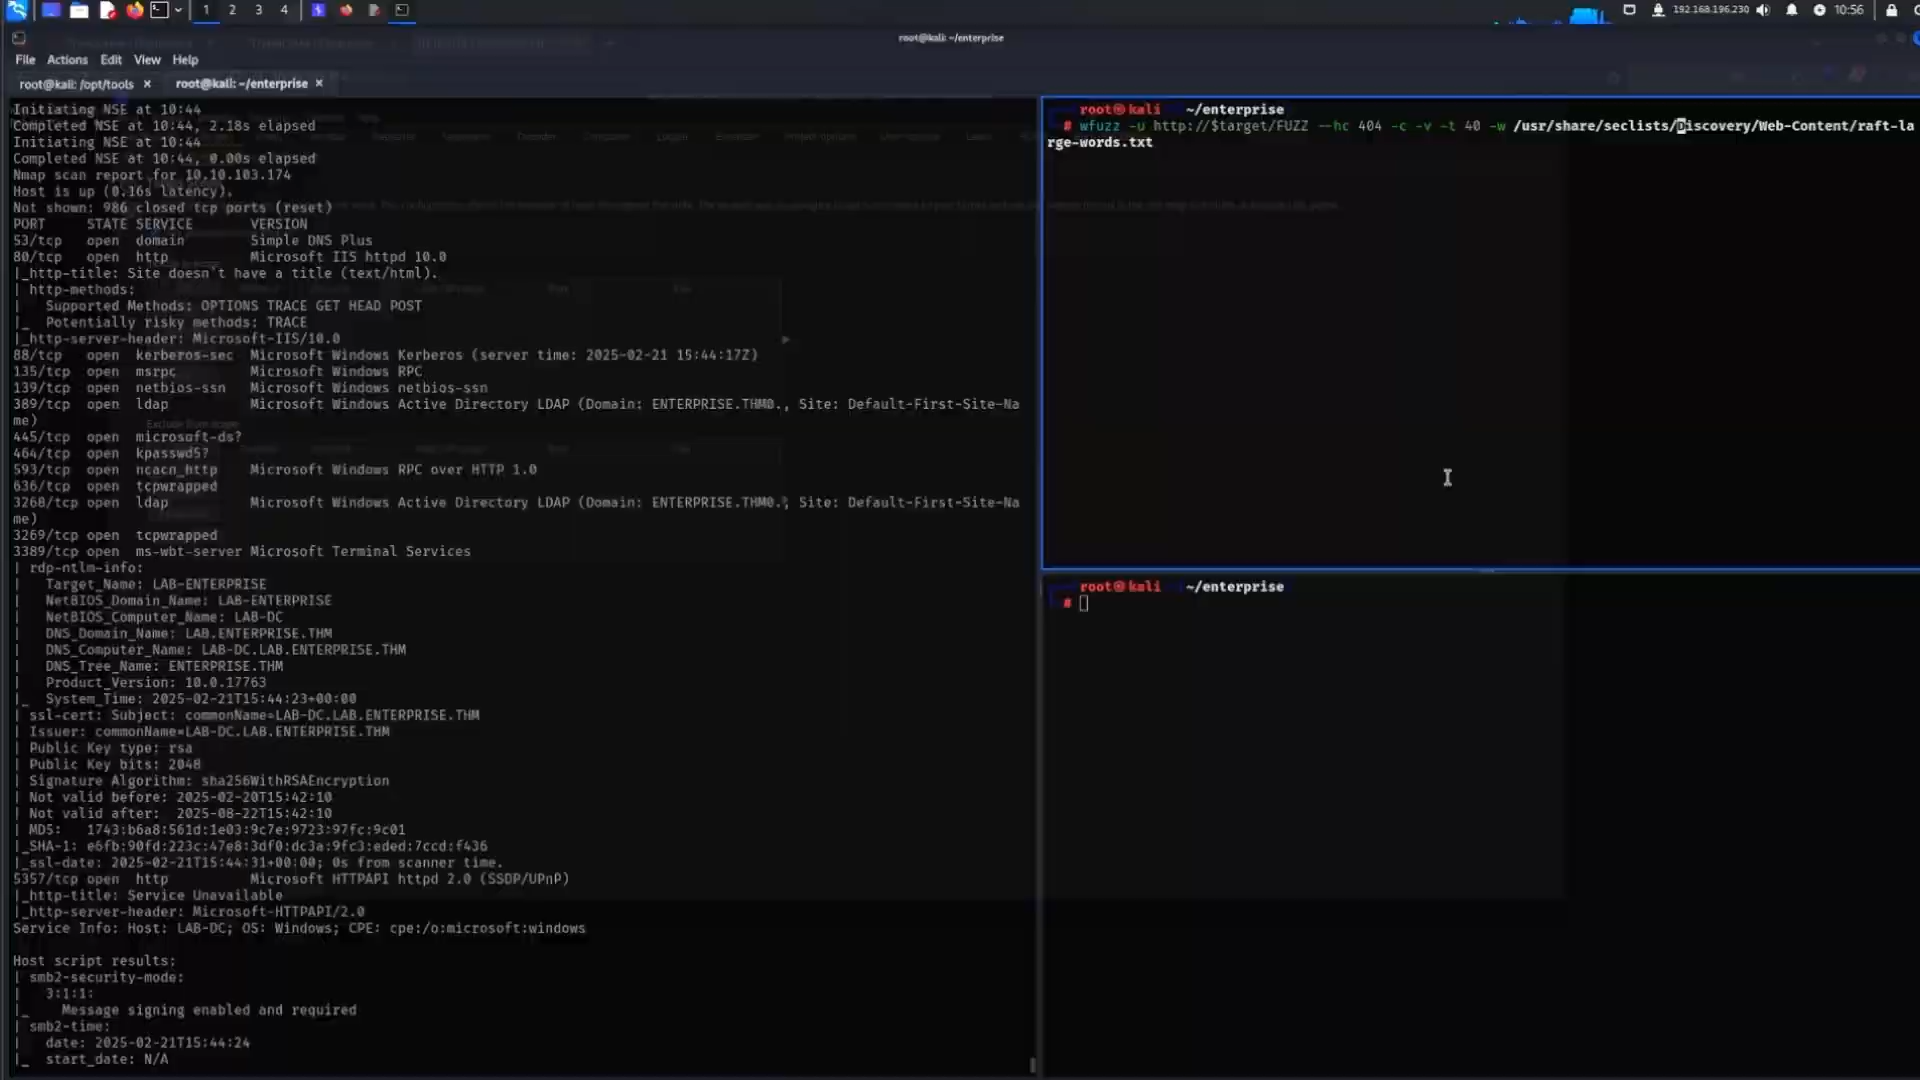 1 2 3 4
192.168.196.230 10:56
root@kali: ~/enterprise
File Actions Edit View Help
root@kali: /opt/tools × root@kali: ~/enterprise ×
Initiating NSE at 10:44
Completed NSE at 10:44, 2.18s elapsed
Initiating NSE at 10:44
Completed NSE at 10:44, 0.00s elapsed
Nmap scan report for 10.10.103.174
Host is up (0.16s latency).
Not shown: 986 closed tcp ports (reset)
PORT STATE SERVICE VERSION
53/tcp open domain Simple DNS Plus
80/tcp open http Microsoft IIS httpd 10.0
|_http-title: Site doesn't have a title (text/html).
| http-methods:
| Supported Methods: OPTIONS TRACE GET HEAD POST
|_ Potentially risky methods: TRACE
|_http-server-header: Microsoft-IIS/10.0
88/tcp open kerberos-sec Microsoft Windows Kerberos (server time: 2025-02-21 15:44:17Z)
135/tcp open msrpc Microsoft Windows RPC
139/tcp open netbios-ssn Microsoft Windows netbios-ssn
389/tcp open ldap Microsoft Windows Active Directory LDAP (Domain: ENTERPRISE.THM0., Site: Default-First-Site-Na
me)
445/tcp open microsoft-ds?
464/tcp open kpasswd5?
593/tcp open ncacn_http Microsoft Windows RPC over HTTP 1.0
636/tcp open tcpwrapped
3268/tcp open ldap Microsoft Windows Active Directory LDAP (Domain: ENTERPRISE.THM0., Site: Default-First-Site-Na
me)
3269/tcp open tcpwrapped
3389/tcp open ms-wbt-server Microsoft Terminal Services
| rdp-ntlm-info:
| Target_Name: LAB-ENTERPRISE
| NetBIOS_Domain_Name: LAB-ENTERPRISE
| NetBIOS_Computer_Name: LAB-DC
| DNS_Domain_Name: LAB.ENTERPRISE.THM
| DNS_Computer_Name: LAB-DC.LAB.ENTERPRISE.THM
| DNS_Tree_Name: ENTERPRISE.THM
| Product_Version: 10.0.17763
|_ System_Time: 2025-02-21T15:44:23+00:00
| ssl-cert: Subject: commonName=LAB-DC.LAB.ENTERPRISE.THM
| Issuer: commonName=LAB-DC.LAB.ENTERPRISE.THM
| Public Key type: rsa
| Public Key bits: 2048
| Signature Algorithm: sha256WithRSAEncryption
| Not valid before: 2025-02-20T15:42:10
| Not valid after: 2025-08-22T15:42:10
| MD5: 1743:b6a8:561d:1e03:9c7e:9723:97fc:9c01
|_SHA-1: e6fb:90fd:223c:47e8:3df0:dc3a:9fc3:eded:7ccd:f436
|_ssl-date: 2025-02-21T15:44:31+00:00; 0s from scanner time.
5357/tcp open http Microsoft HTTPAPI httpd 2.0 (SSDP/UPnP)
|_http-title: Service Unavailable
|_http-server-header: Microsoft-HTTPAPI/2.0
Service Info: Host: LAB-DC; OS: Windows; CPE: cpe:/o:microsoft:windows
Host script results:
| smb2-security-mode:
| 3:1:1:
|_ Message signing enabled and required
| smb2-time:
| date: 2025-02-21T15:44:24
|_ start_date: N/A
root㉿kali ~/enterprise
# wfuzz -u http://$target/FUZZ --hc 404 -c -v -t 40 -w /usr/share/seclists/Discovery/Web-Content/raft-la
rge-words.txt
root㉿kali ~/enterprise
#